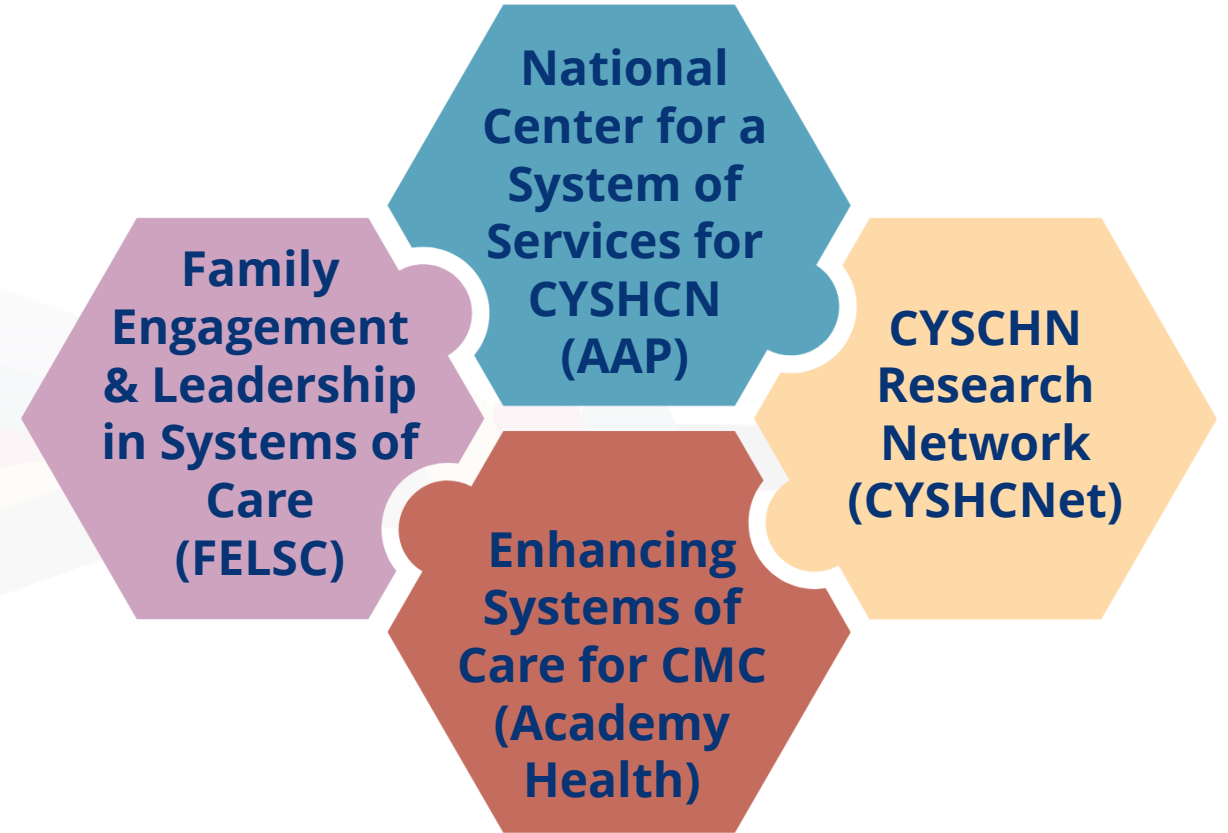 National
Center for a
System of
Services for
CYSHCN
(AAP)
Family
Engagement
& Leadership
in Systems of
Care
(FELSC)
CYSCHN
Research
Network
(CYSHCNet)
Enhancing
Systems of
Care for CMC
(Academy
Health)